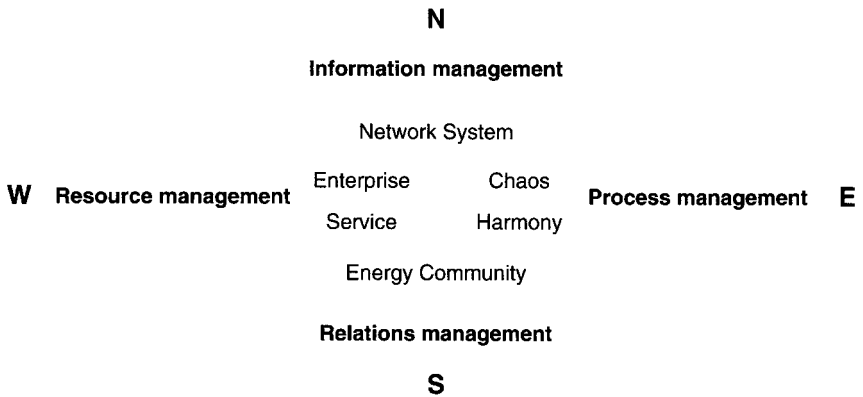 N
Information management
Network System
Enterprise Chaos
W Resource management Process management E
Service Harmony
Energy Community
Relations management
S